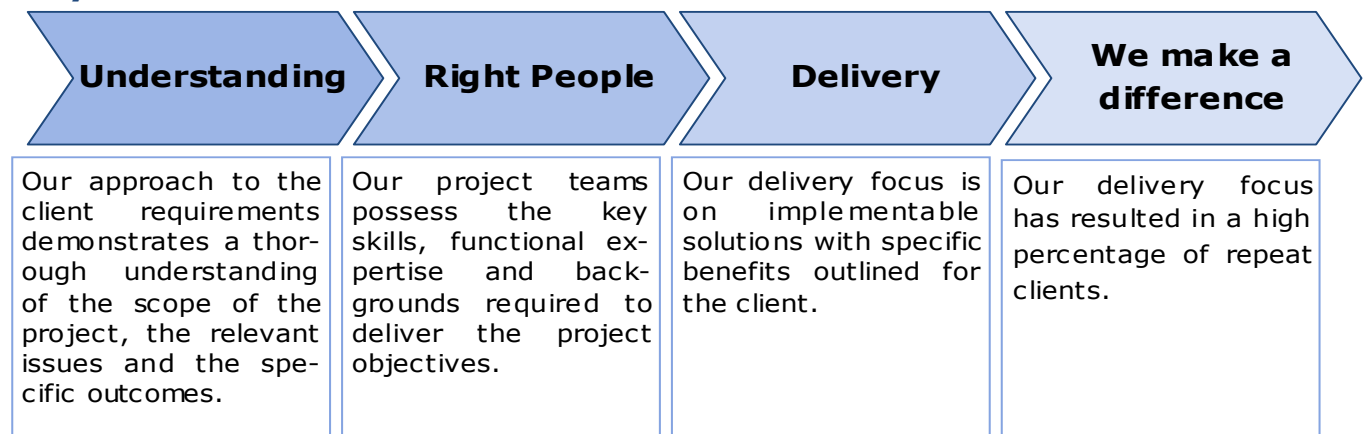 Understanding
Right People
Delivery
We make a
difference
Our approach to the
client requirements
demonstrates a thor-
ough understanding
of the scope of the
project, the relevant
issues and the spe-
cific outcomes.
Our project teams
possess the key
skills, functional ex-
pertise and back-
grounds required to
deliver the project
objectives.
Our delivery focus is
on implementable
solutions with specific
benefits outlined for
the client.
Our delivery focus
has resulted in a high
percentage of repeat
clients.